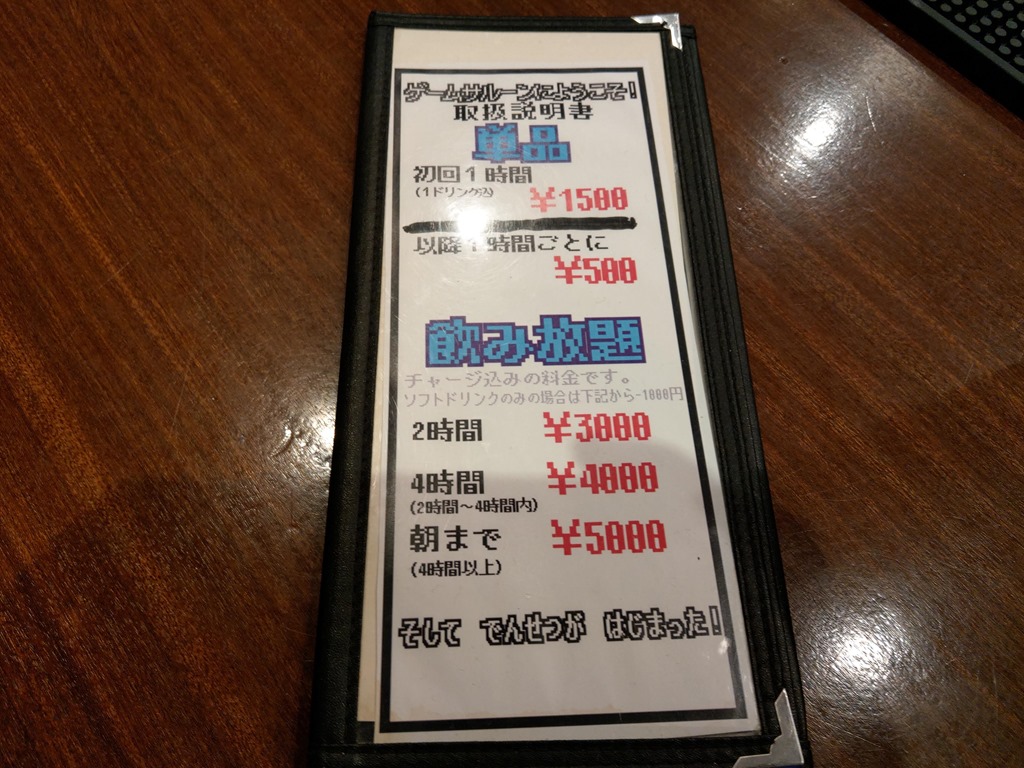 ゲームサルーンにようこそ!
取扱説明書
単品
初回1時間
(1ドリンク込)
¥1500
以降1時間ごとに
¥500
飲み放題
チャージ込みの料金です。
ソフトドリンクのみの場合は下記から-1000円
2時間 ¥3000
4時間 ¥4000
(2時間～4時間内)
朝まで ¥5000
(4時間以上)
そして でんせつが はじまった!